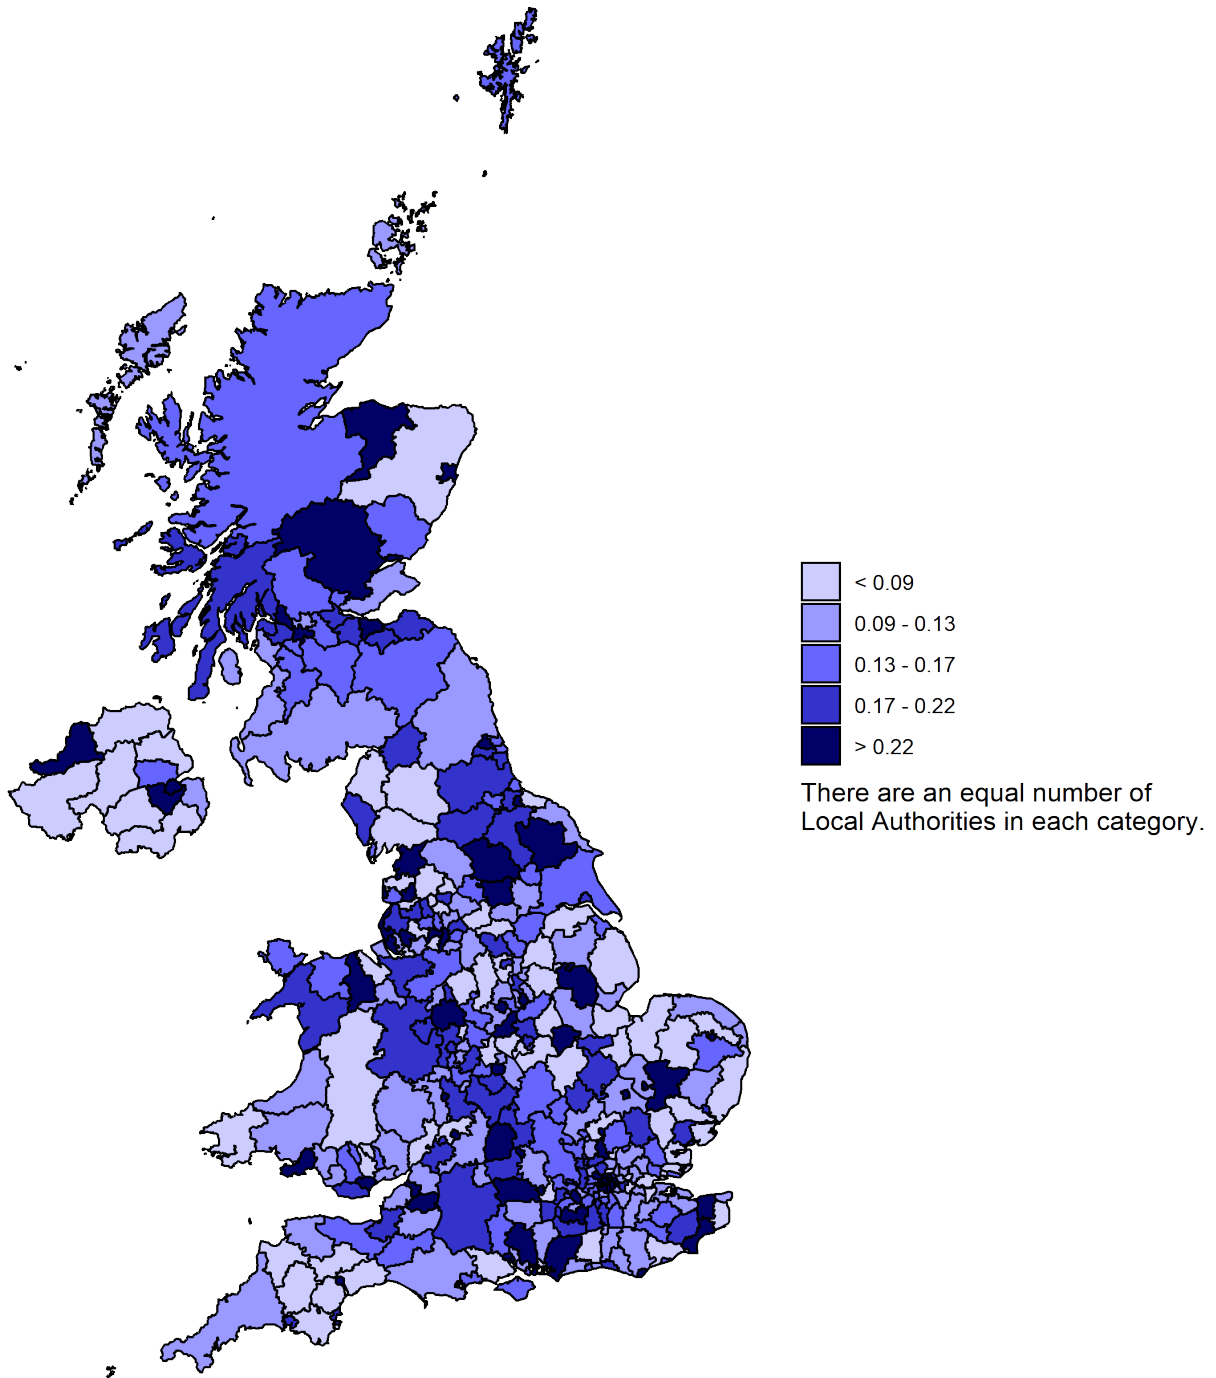 < 0.09
0.09 - 0.13
0.13 - 0.17
0.17 - 0.22
> 0.22
There are an equal number of
Local Authorities in each category.